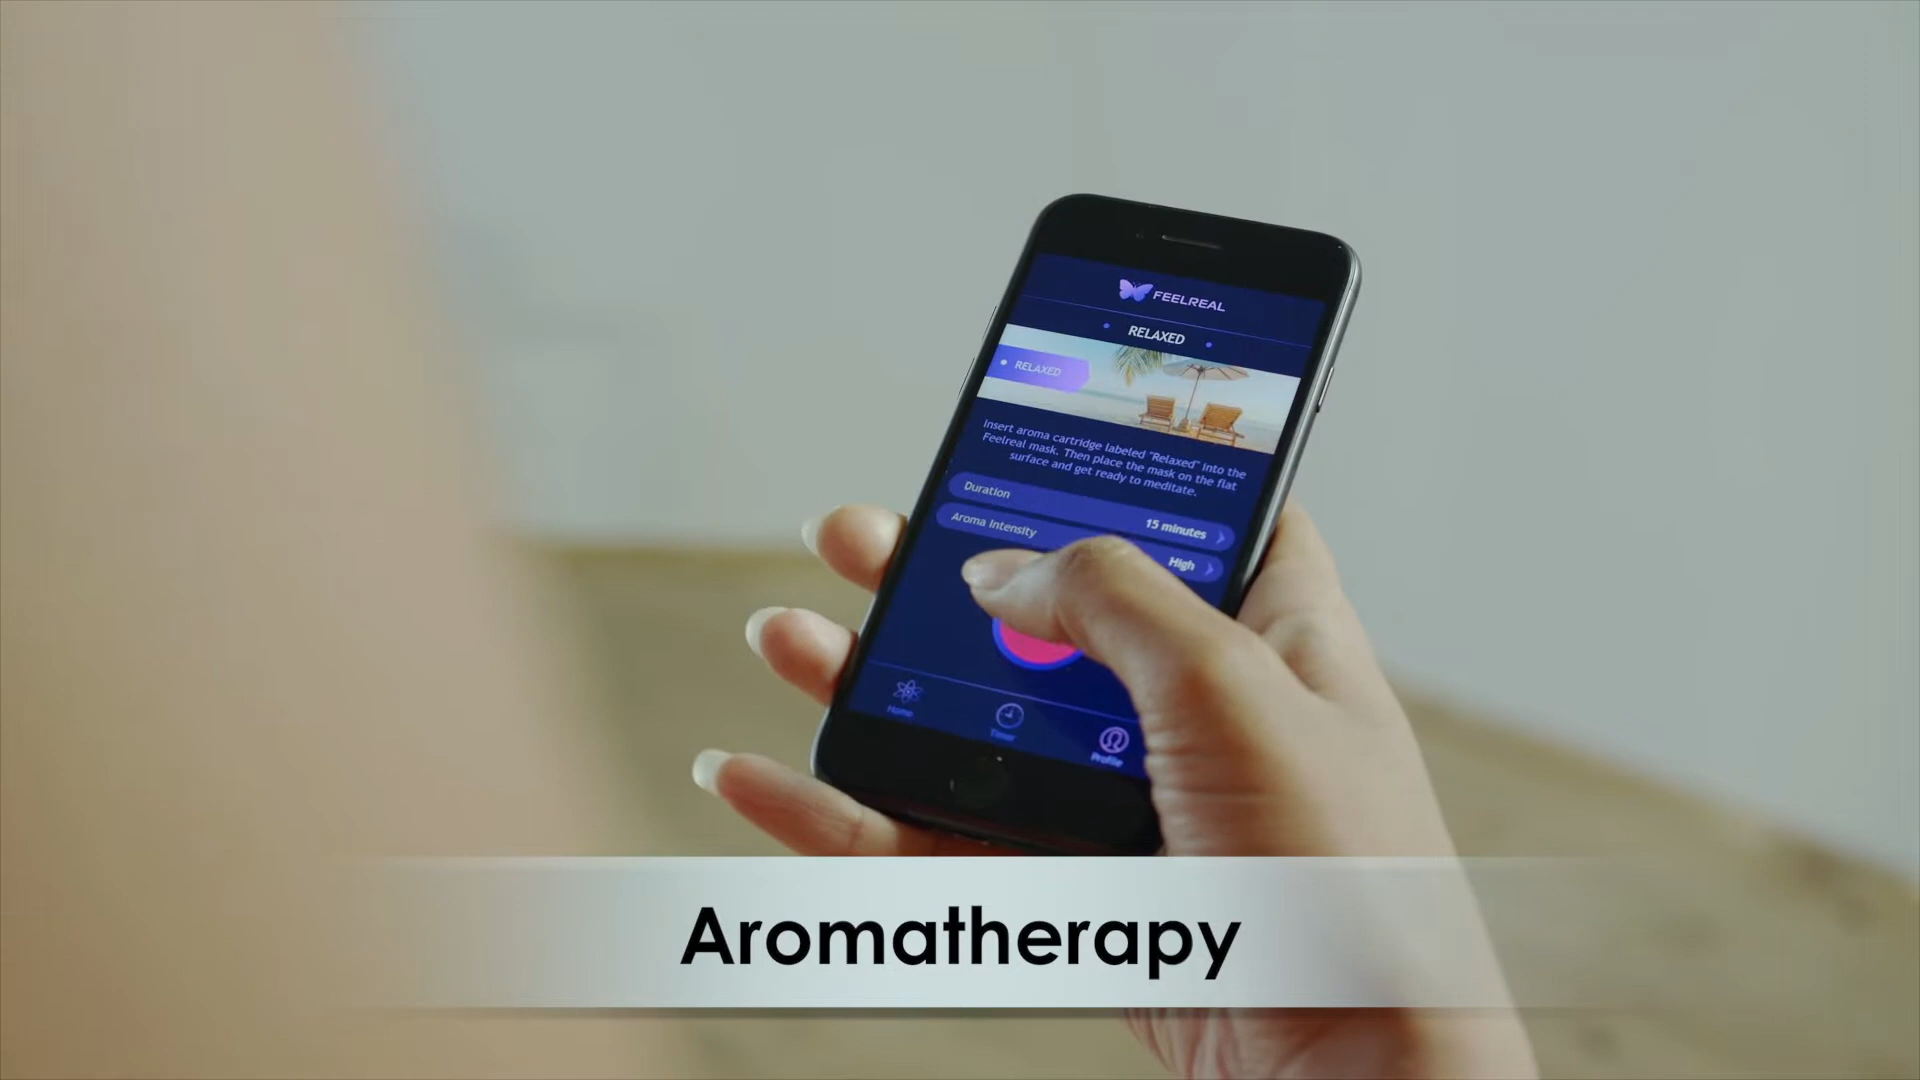 FEELREAL
RELAXED
RELAXED
Insert aroma cartridge labeled "Relaxed" into the
Feelreal mask. Then place the mask on the flat
surface and get ready to meditate.
Duration
15 minutes
Aroma Intensity
High
Home
Timer
Profile
Aromatherapy